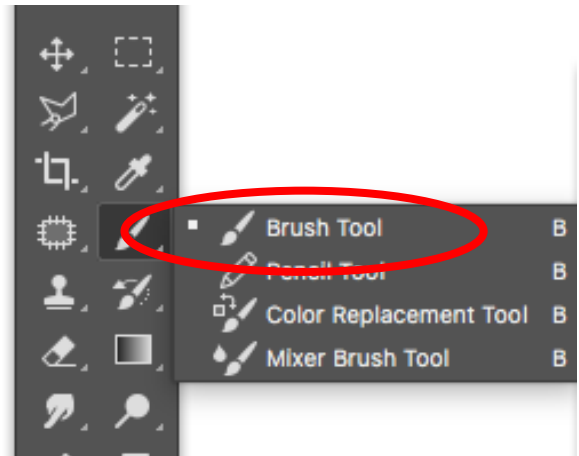 Brush Tool B
Pencil Tool B
Color Replacement Tool B
Mixer Brush Tool B